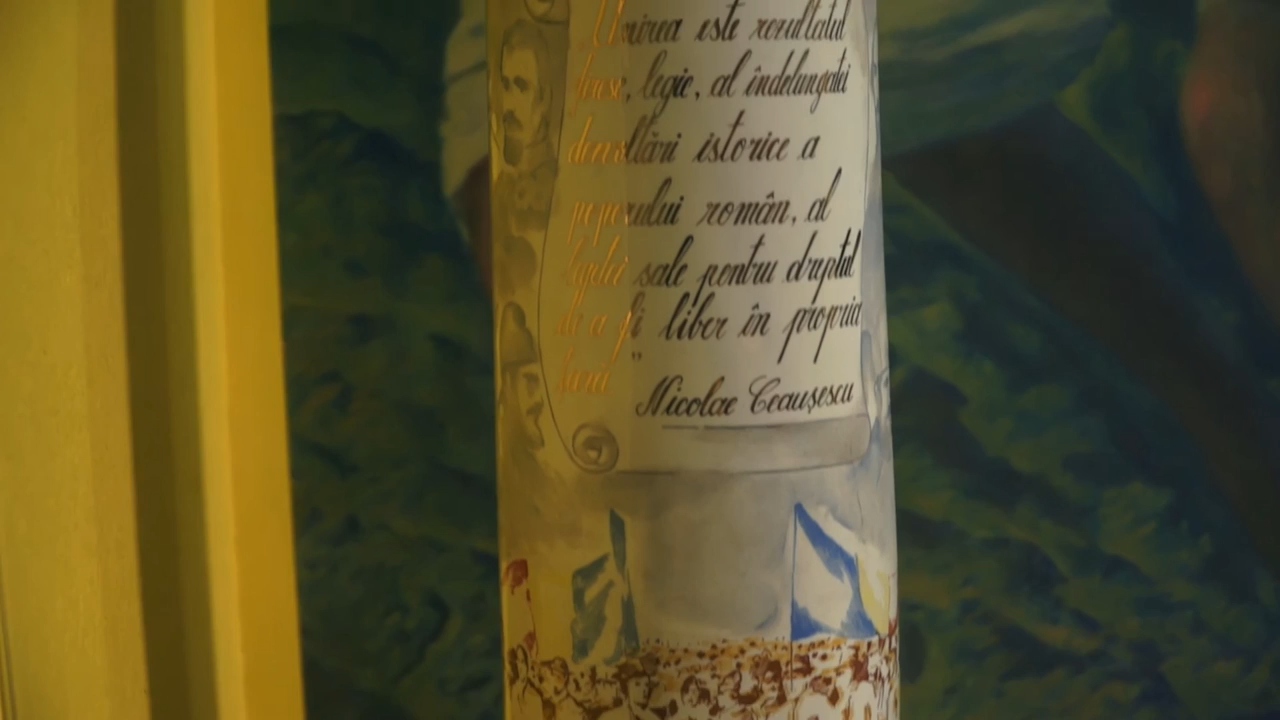 Unirea este rezultatul
firesc, legic, al îndelungatei
dezvoltări istorice a
poporului român, al
luptei sale pentru dreptul
de a fi liber în propria
țară"
Nicolae Ceaușescu